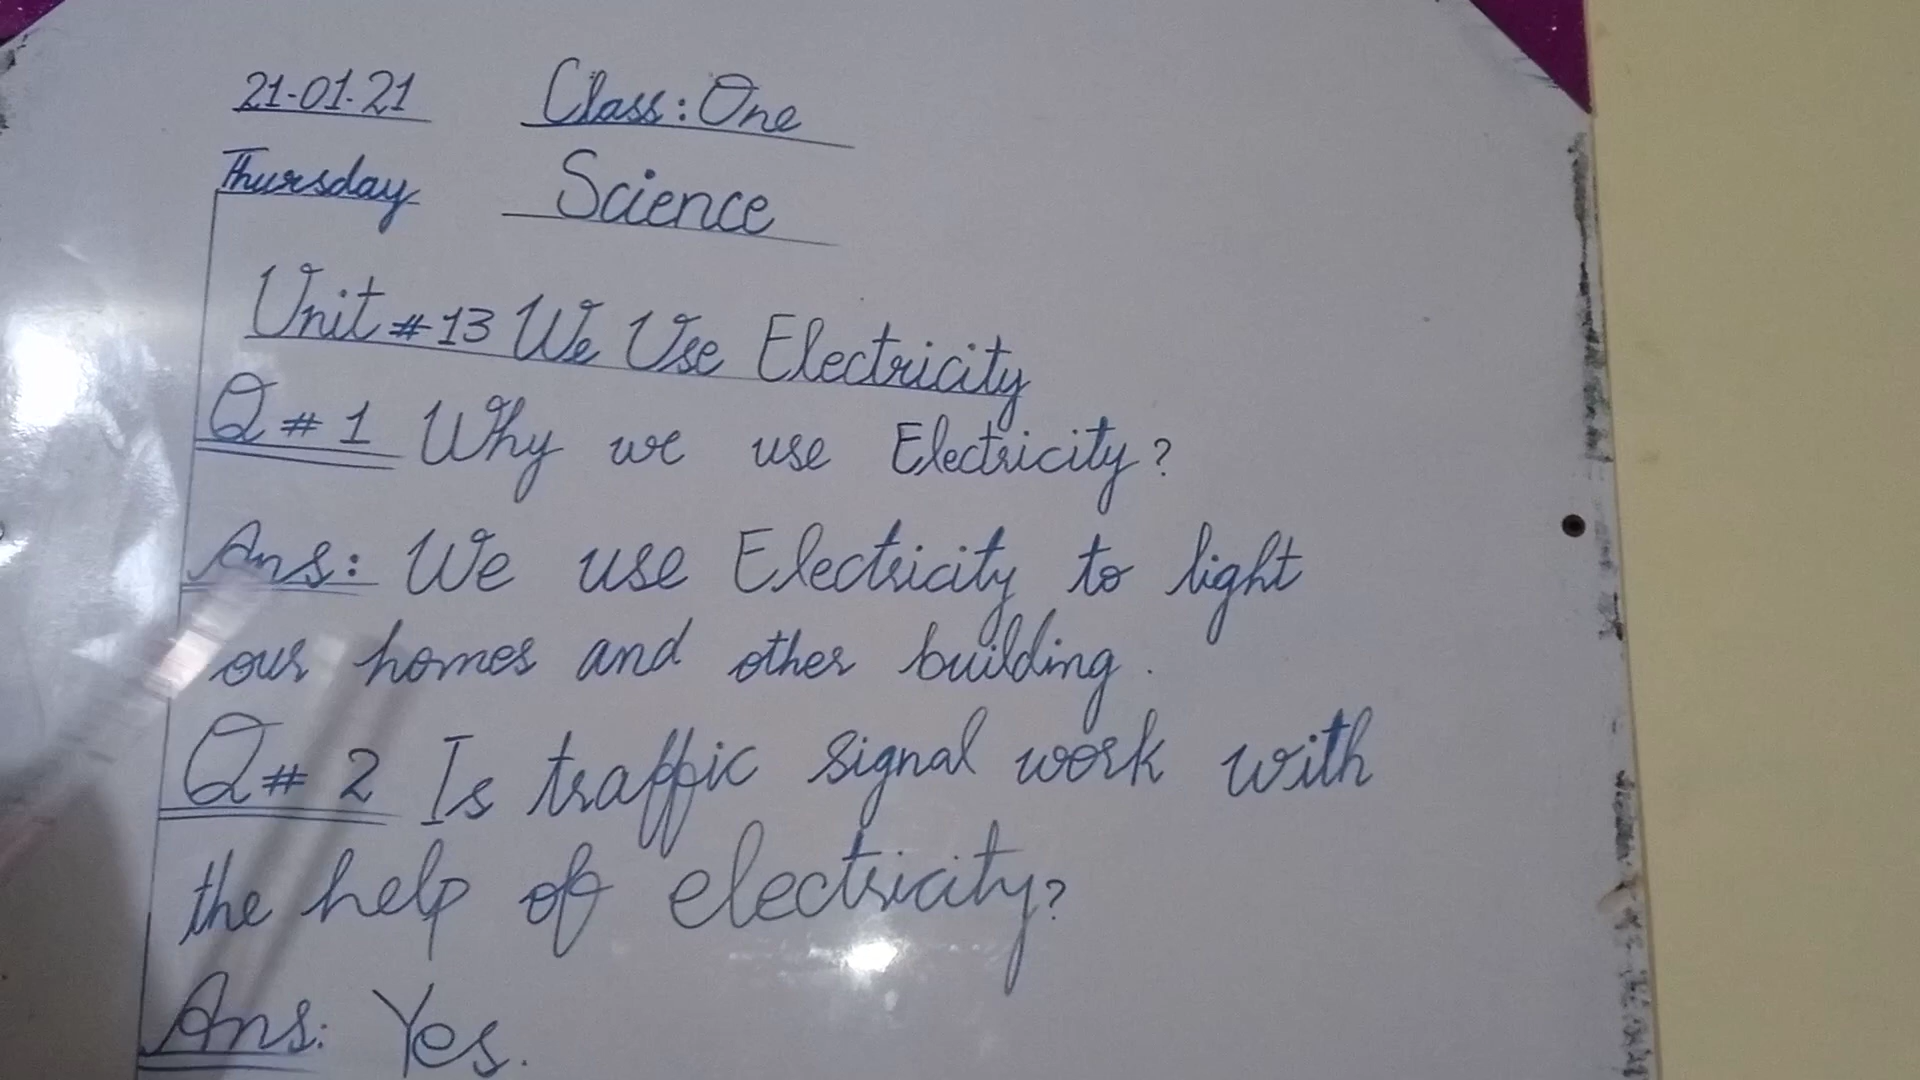 21-01-21 Class: One
Thursday Science
Unit # 13 We Use Electricity
Q # 1 Why we use Electricity?
Ans: We use Electricity to light
our homes and other building.
Q # 2 Is traffic signal work with
the help of electricity?
Ans: Yes.